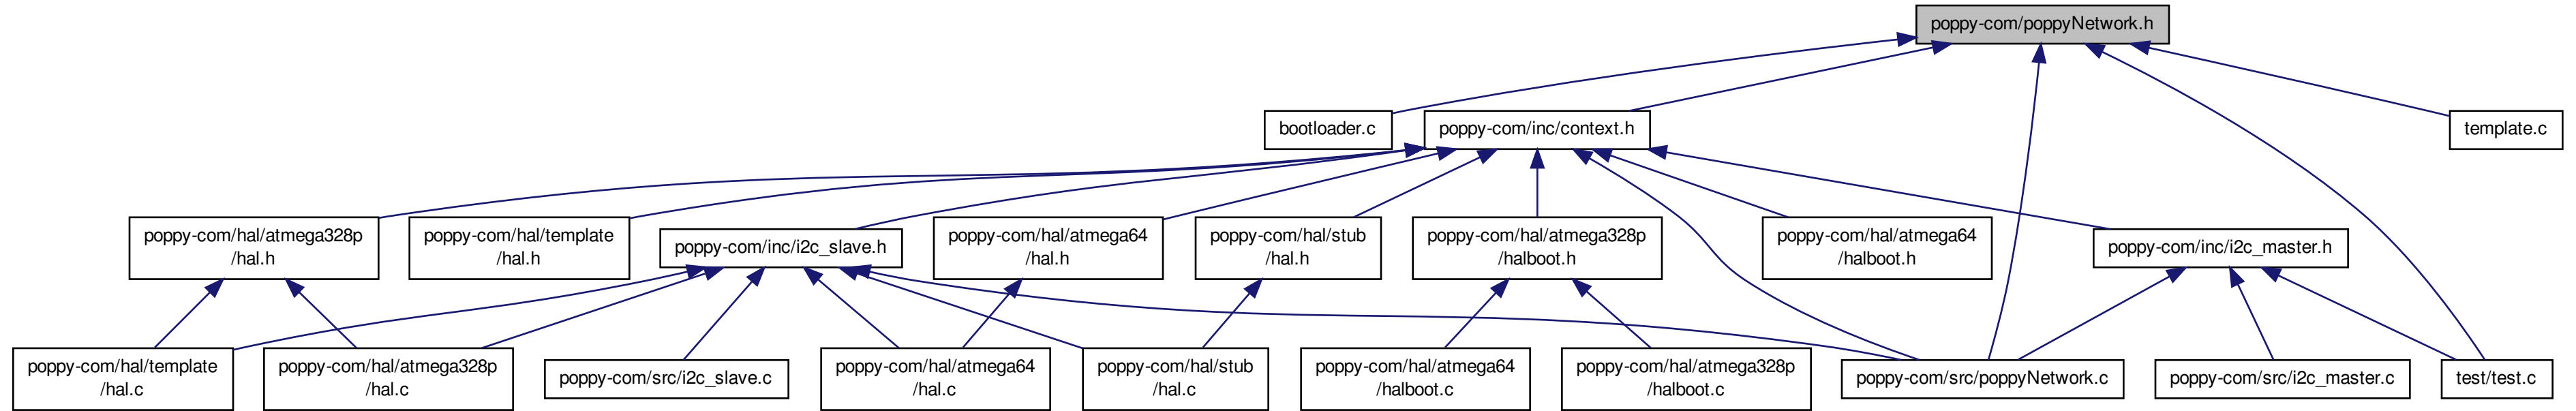 poppy-com/poppyNetwork.h
bootloader.c
poppy-com/inc/context.h
template.c
poppy-com/hal/atmega328p
/hal.h
poppy-com/hal/template
/hal.h
poppy-com/inc/i2c_slave.h
poppy-com/hal/atmega64
/hal.h
poppy-com/hal/stub
/hal.h
poppy-com/hal/atmega328p
/halboot.h
poppy-com/hal/atmega64
/halboot.h
poppy-com/inc/i2c_master.h
poppy-com/hal/template
/hal.c
poppy-com/hal/atmega328p
/hal.c
poppy-com/src/i2c_slave.c
poppy-com/hal/atmega64
/hal.c
poppy-com/hal/stub
/hal.c
poppy-com/hal/atmega64
/halboot.c
poppy-com/hal/atmega328p
/halboot.c
poppy-com/src/poppyNetwork.c
poppy-com/src/i2c_master.c
test/test.c